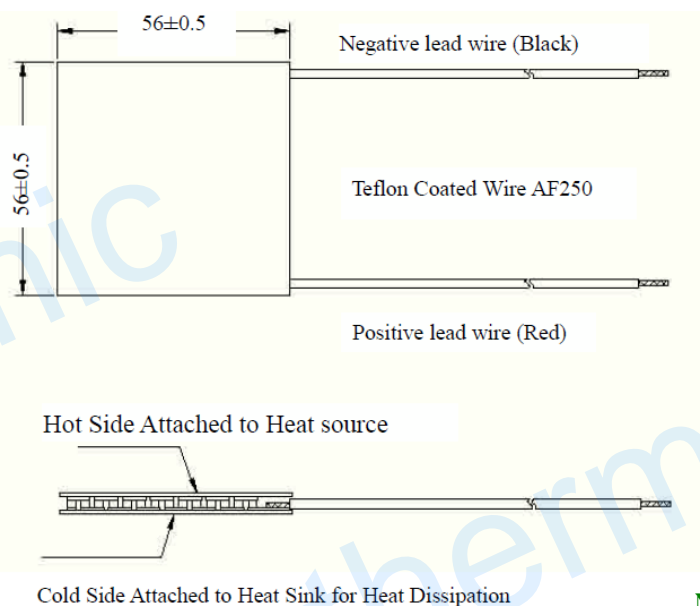 56±0.5
Negative lead wire (Black)
56±0.5
Teflon Coated Wire AF250
Positive lead wire (Red)
Hot Side Attached to Heat source
Cold Side Attached to Heat Sink for Heat Dissipation